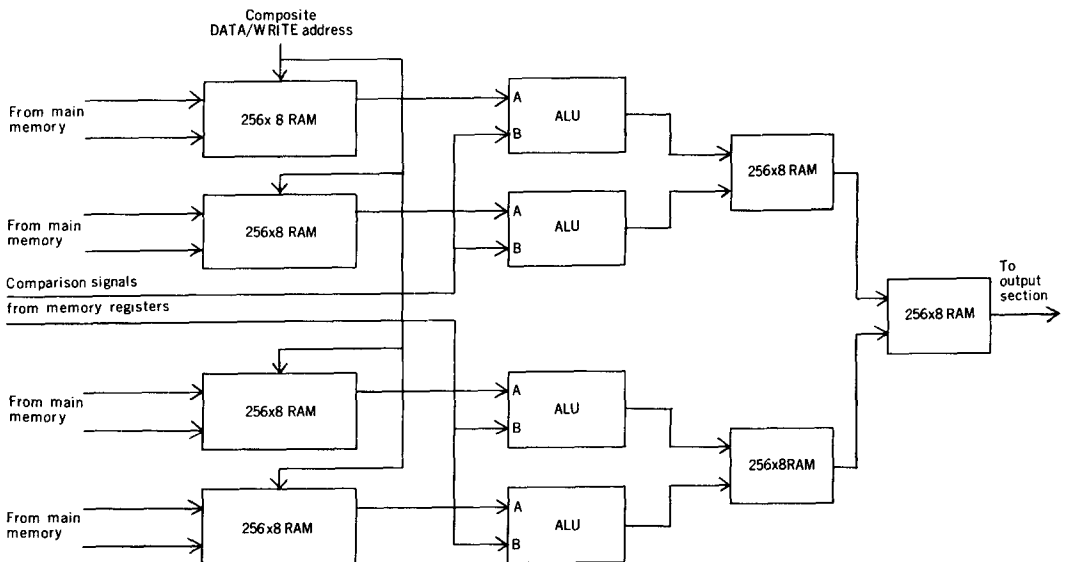 Composite
DATA/WRITE address
From main
memory
256x 8 RAM
A
B
ALU
256x8 RAM
From main
memory
256x8 RAM
A
B
ALU
Comparison signals
from memory registers
To
output
section
256x8 RAM
From main
memory
256x8 RAM
A
B
ALU
256x8RAM
From main
memory
256x8 RAM
A
B
ALU